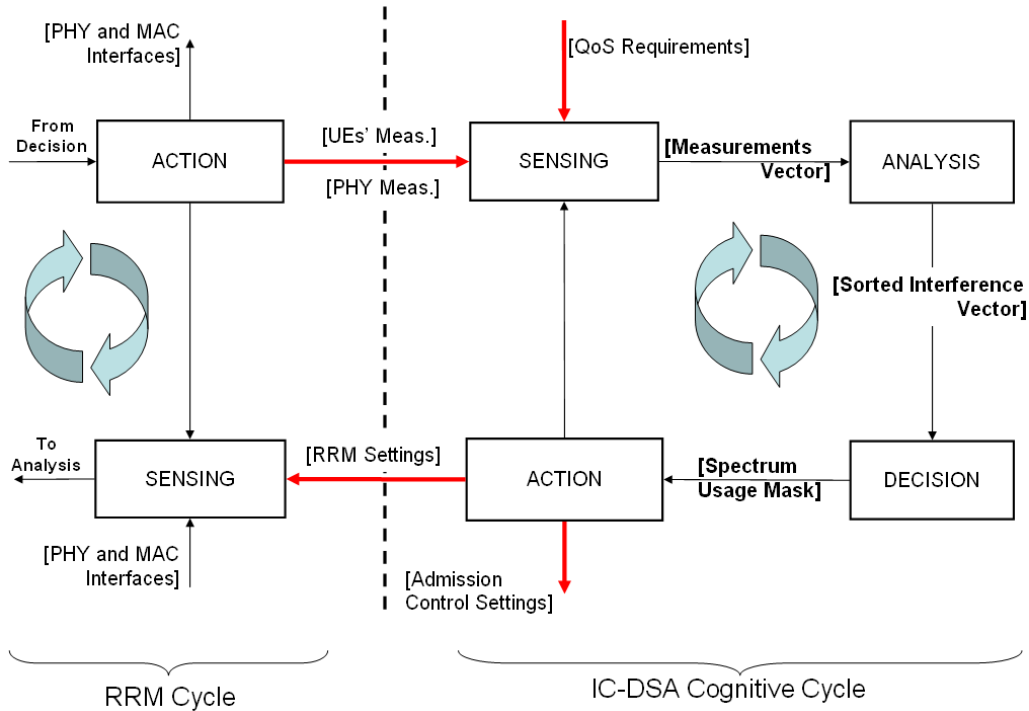 [PHY and MAC
Interfaces]
[QoS Requirements]
From
Decision
ACTION
[UEs' Meas.]
[PHY Meas.]
SENSING
[Measurements
Vector]
ANALYSIS
[Sorted Interference
Vector]
To
Analysis
SENSING
[RRM Settings]
ACTION
[Spectrum
Usage Mask]
DECISION
[PHY and MAC
Interfaces]
[Admission
Control Settings]
RRM Cycle
IC-DSA Cognitive Cycle